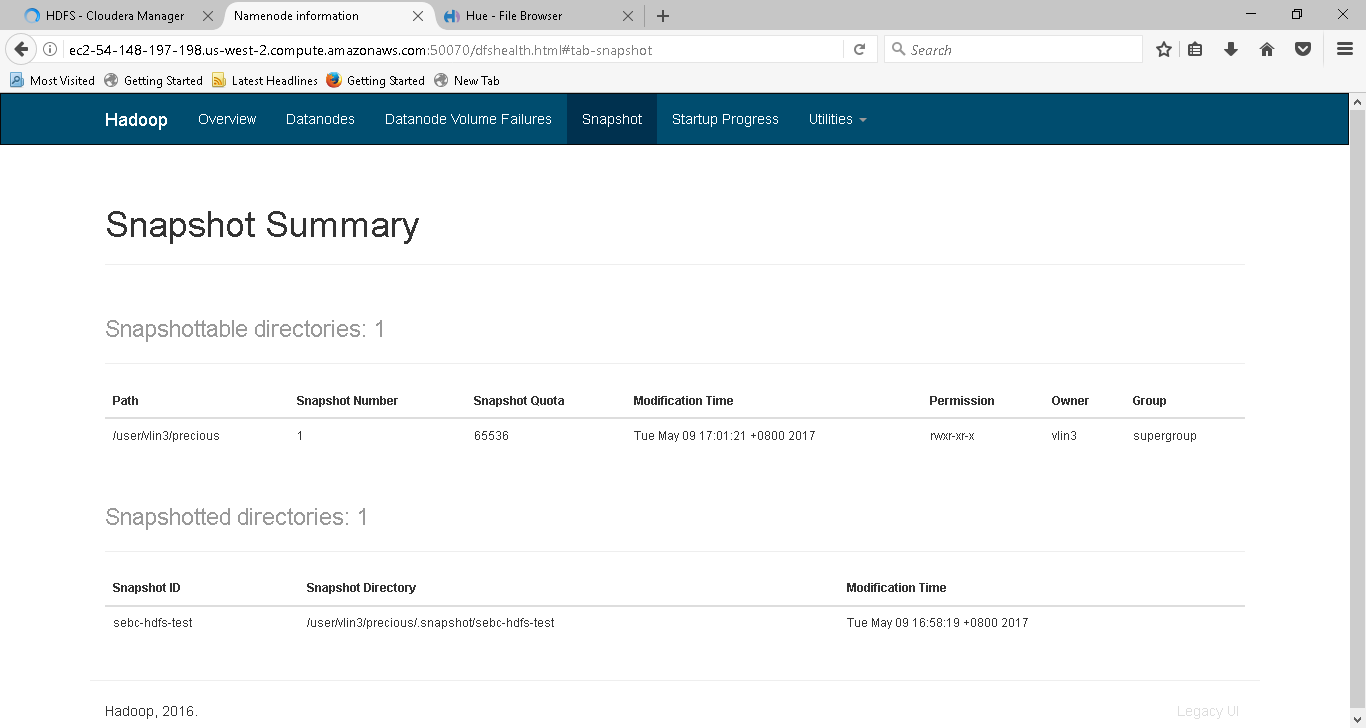 HDFS - Cloudera Manager Namenode information Hue - File Browser
ec2-54-148-197-198.us-west-2.compute.amazonaws.com:50070/dfshealth.html#tab-snapshot Search
Most Visited Getting Started Latest Headlines Getting Started New Tab
Hadoop Overview Datanodes Datanode Volume Failures Snapshot Startup Progress Utilities
Snapshot Summary
Snapshottable directories: 1
Path Snapshot Number Snapshot Quota Modification Time Permission Owner Group
/user/vlin3/precious 1 65536 Tue May 09 17:01:21 +0800 2017 rwxr-xr-x vlin3 supergroup
Snapshotted directories: 1
Snapshot ID Snapshot Directory Modification Time
sebc-hdfs-test /user/vlin3/precious/.snapshot/sebc-hdfs-test Tue May 09 16:58:19 +0800 2017
Hadoop, 2016. Legacy UI